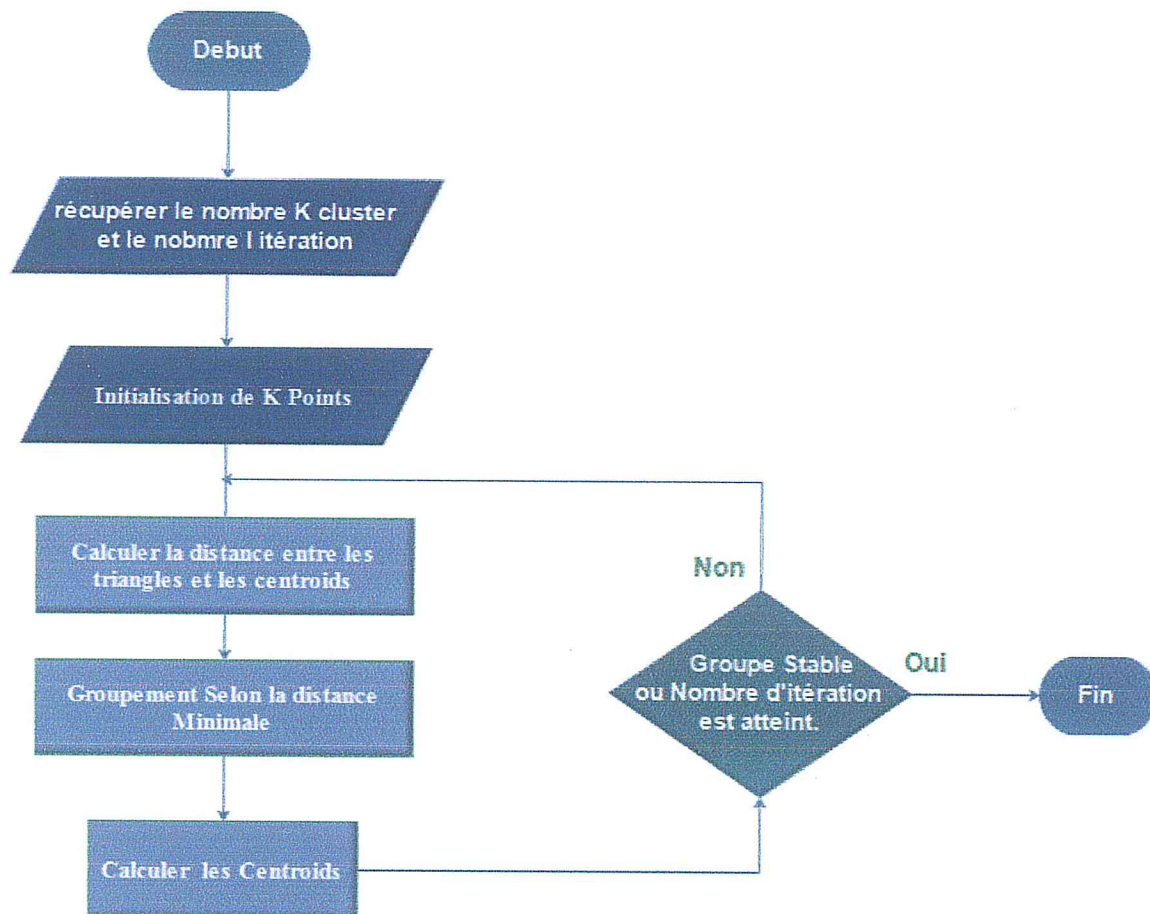 Debut
récupérer le nombre K cluster
et le nobmre I itération
Initialisation de K Points
Calculer la distance entre les
triangles et les centroids
Groupement Selon la distance
Minimale
Calculer les Centroids
Non
Groupe Stable
ou Nombre d'itération
est atteint.
Oui
Fin